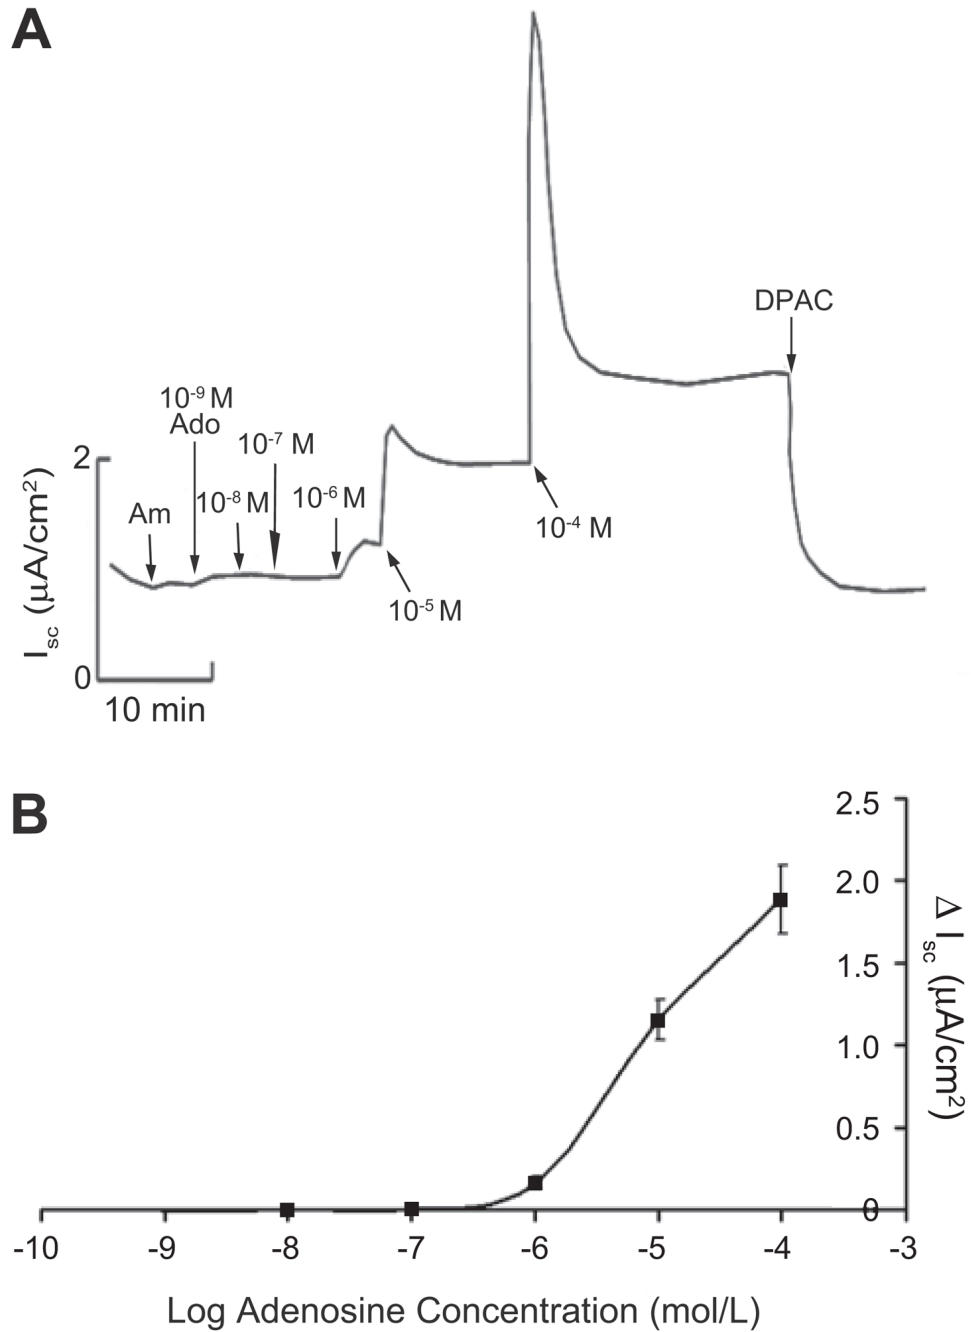 A
DPAC
10⁻⁹ M
Ado
10⁻⁷ M
2
10⁻⁸ M
10⁻⁶ M
Am
10⁻⁴ M
10⁻⁵ M
Isc (μA/cm²)
0
10 min
B
2.5
2.0
1.5
1.0
0.5
0
Δ Isc (μA/cm²)
-10 -9 -8 -7 -6 -5 -4 -3
Log Adenosine Concentration (mol/L)